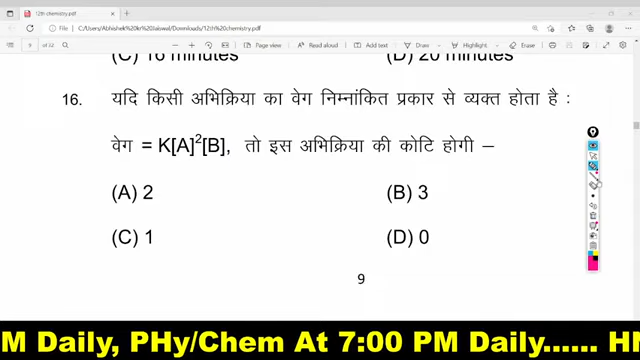 12th chemistry.pdf
C:/Users/Abhishek%20kr%20Jaiswal/Downloads/12th%20chemistry.pdf
9 of 32 Page view Read aloud Add text Draw Highlight Erase
(C) 16 minutes (D) 20 minutes
16. यदि किसी अभिक्रिया का वेग निम्नांकित प्रकार से व्यक्त होता है :
वेग = K[A]²[B], तो इस अभिक्रिया की कोटि होगी –
(A) 2 (B) 3
(C) 1 (D) 0
9
M Daily, PHy/Chem At 7:00 PM Daily...... HI